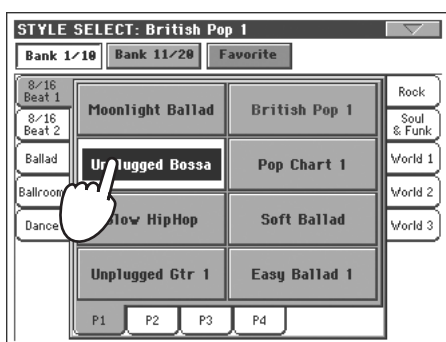 STYLE SELECT: British Pop 1
Bank 1/10 Bank 11/20 Favorite
8/16 Beat 1
8/16 Beat 2
Ballad
Ballroom
Dance
Moonlight Ballad British Pop 1
Unplugged Bossa Pop Chart 1
Slow HipHop Soft Ballad
Unplugged Gtr 1 Easy Ballad 1
Rock
Soul & Funk
World 1
World 2
World 3
P1 P2 P3 P4